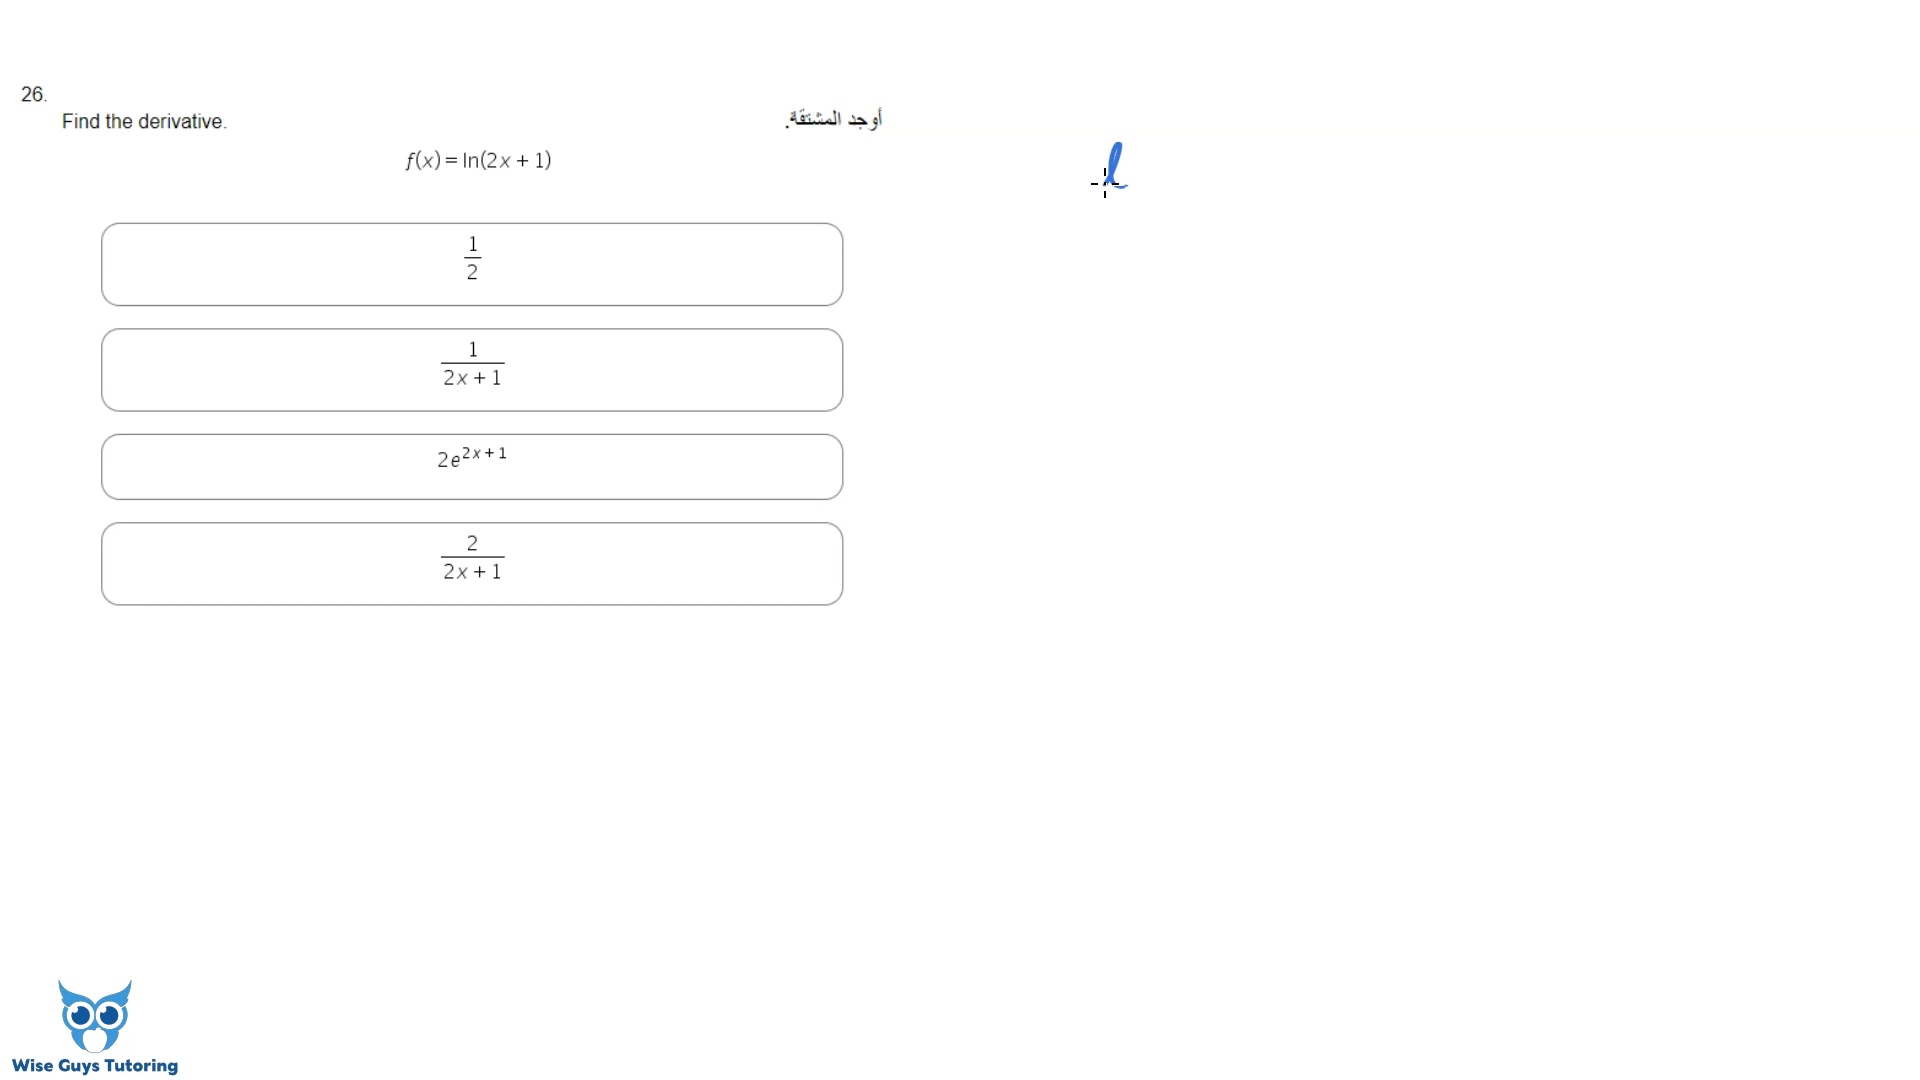 26.
Find the derivative.
أوجد المشتقة.
f(x) = ln(2x + 1)
1/2
1/(2x + 1)
2e^(2x + 1)
2/(2x + 1)
l
Wise Guys Tutoring